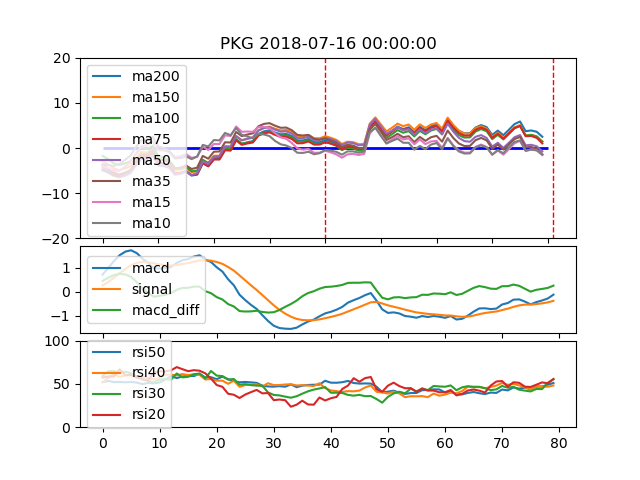 PKG 2018-07-16 00:00:00
20
10
0
−10
−20
ma200
ma150
ma100
ma75
ma50
ma35
ma15
ma10
1
0
−1
macd
signal
macd_diff
100
50
0
rsi50
rsi40
rsi30
rsi20
0 10 20 30 40 50 60 70 80